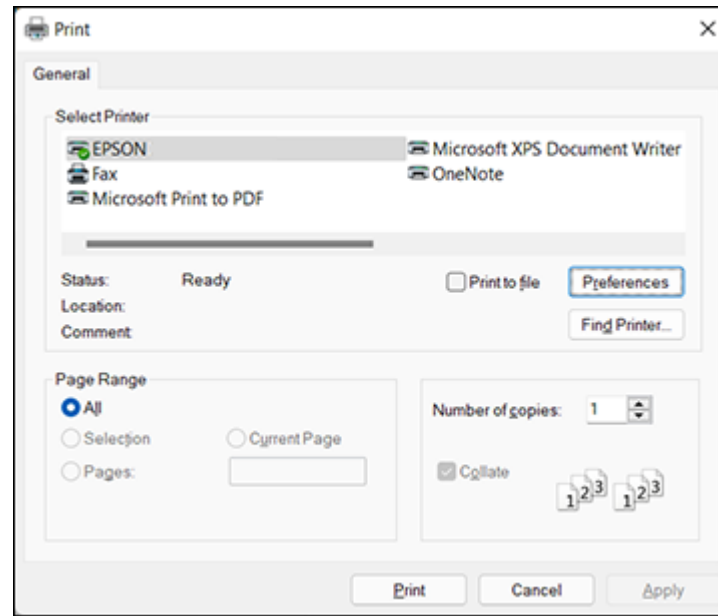 Print
General
Select Printer
EPSON
Microsoft XPS Document Writer
Fax
OneNote
Microsoft Print to PDF
Status: Ready
Print to file
Preferences
Location:
Comment:
Find Printer...
Page Range
All
Selection
Current Page
Pages:
Number of copies: 1
Collate
1 2 3 1 2 3
Print
Cancel
Apply